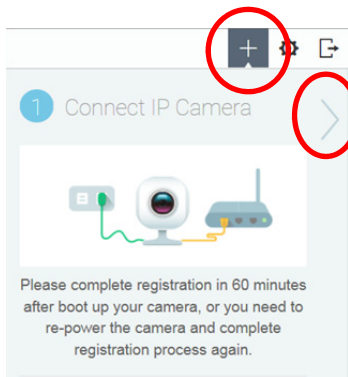 1 Connect IP Camera
Please complete registration in 60 minutes
after boot up your camera, or you need to
re-power the camera and complete
registration process again.